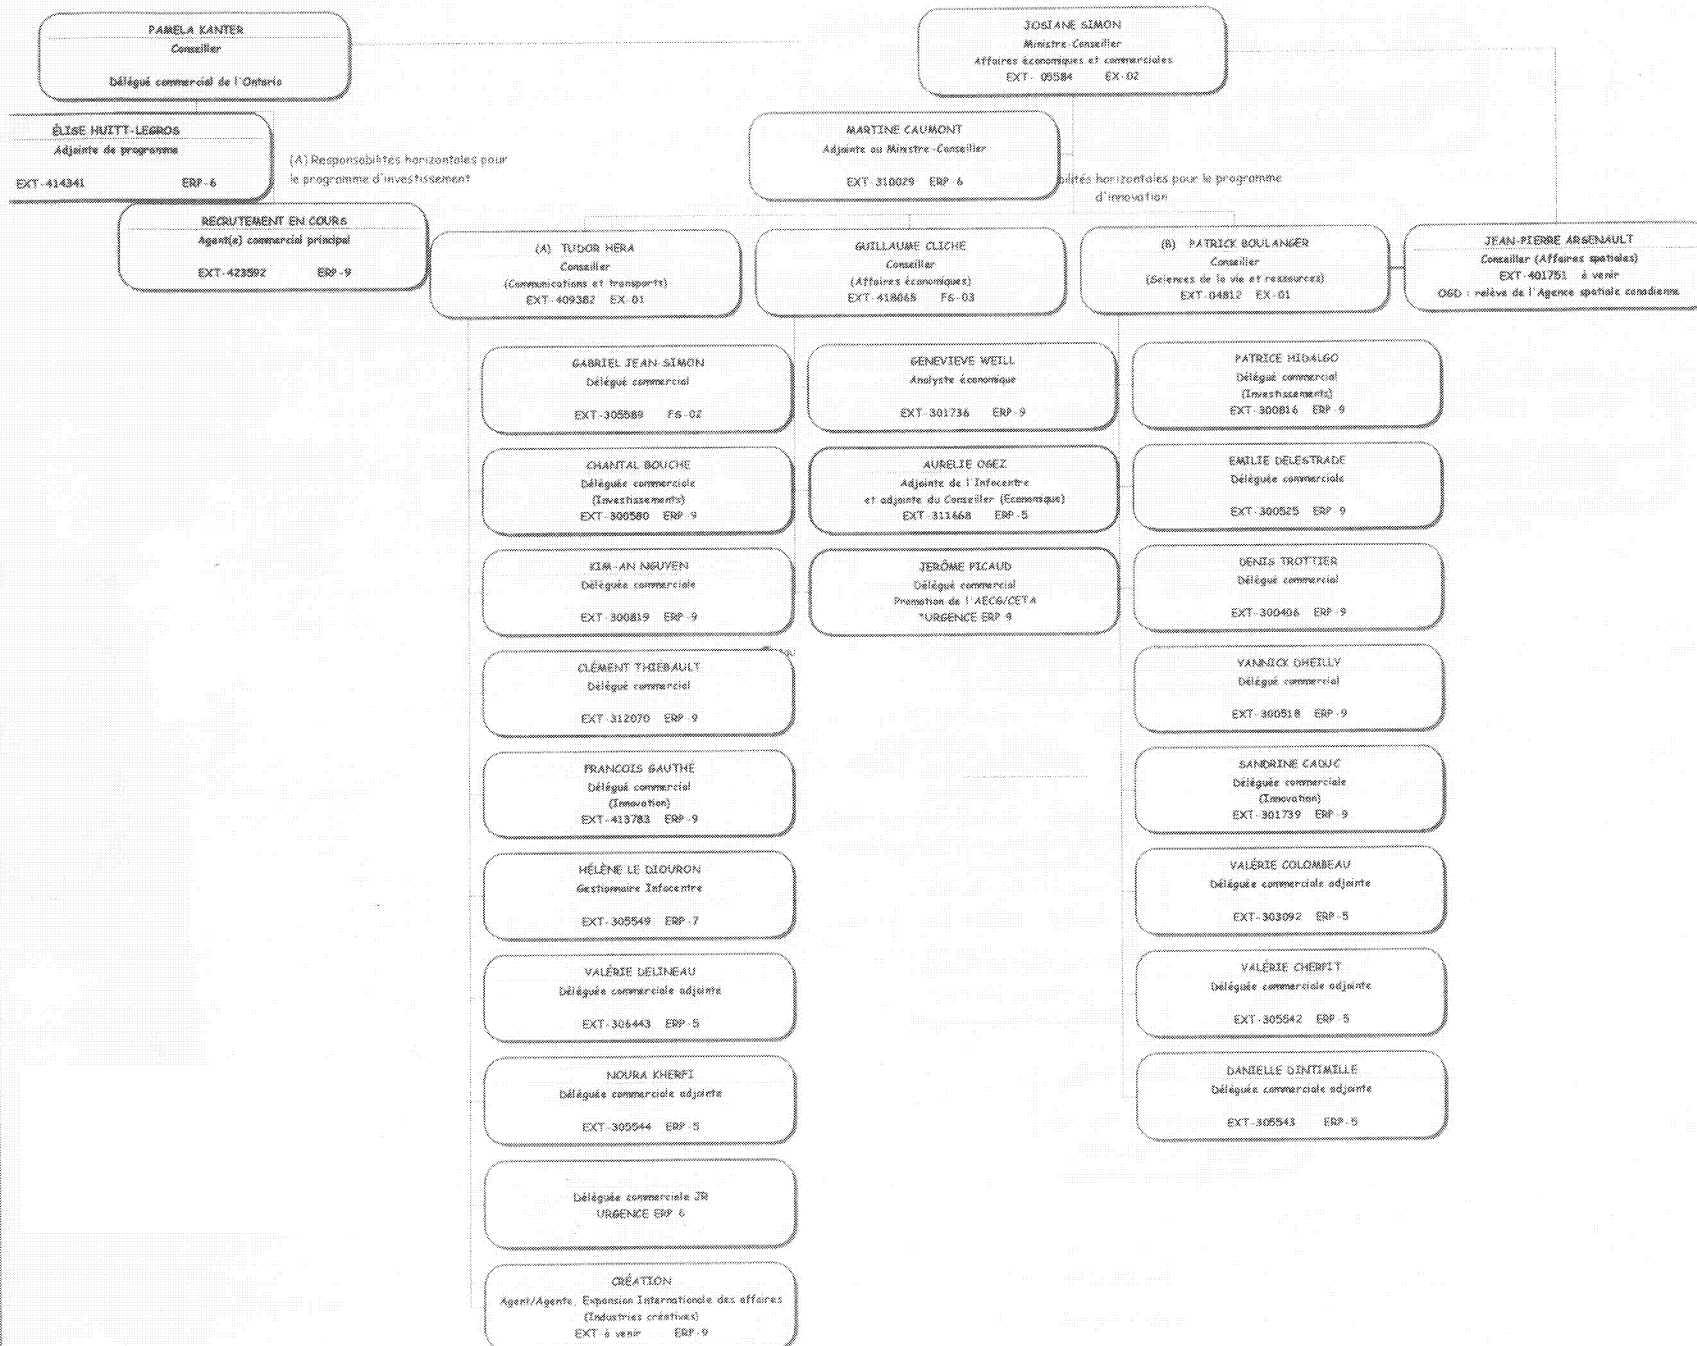 PAMELA KANTER
Conseiller
Délégué commercial de l'Ontario
ÉLISE HUITT-LEGROS
Adjointe de programme
EXT-414341 ERP-6
(A) Responsabilités horizontales pour
le programme d'investissement
RECRUTEMENT EN COURS
Agent(e) commercial principal
EXT-423592 ERP-9
JOSIANE SIMON
Ministre-Conseiller
Affaires économiques et commerciales
EXT- 05584 EX-02
MARTINE CAUMONT
Adjointe au Ministre-Conseiller
EXT-310029 ERP-6
bilités horizontales pour le programme
d'innovation
(A) TUDOR HERA
Conseiller
(Communications et transports)
EXT-409382 EX-01
GUILLAUME CLICHE
Conseiller
(Affaires économiques)
EXT-418068 FS-03
(B) PATRICK BOULANGER
Conseiller
(Sciences de la vie et ressources)
EXT-04812 EX-01
JEAN-PIERRE ARSENAULT
Conseiller (Affaires spatiales)
EXT-401751 à venir
OGD : relève de l'Agence spatiale canadienne
GABRIEL JEAN-SIMON
Délégué commercial
EXT-305589 FS-02
CHANTAL BOUCHE
Déléguée commerciale
(Investissements)
EXT-300580 ERP-9
KIM-AN NGUYEN
Déléguée commerciale
EXT-300819 ERP-9
CLÉMENT THIÉBAULT
Délégué commercial
EXT-312070 ERP-9
FRANCOIS GAUTHÉ
Délégué commercial
(Innovation)
EXT-413783 ERP-9
HÉLÈNE LE DIOURON
Gestionnaire Infocentre
EXT-305549 ERP-7
VALÉRIE DELINEAU
Déléguée commerciale adjointe
EXT-306443 ERP-5
NOURA KHERFI
Déléguée commerciale adjointe
EXT-305544 ERP-5
Déléguée commerciale JR
URGENCE ERP 6
CRÉATION
Agent/Agente, Expansion Internationale des affaires
(Industries créatives)
EXT-à venir ERP-9
GENEVIEVE WEILL
Analyste économique
EXT-301736 ERP-9
AURELIE OGEZ
Adjointe de l'Infocentre
et adjointe du Conseiller (Economique)
EXT-311668 ERP-5
JERÔME PICAUD
Délégué commercial
Promotion de l'AECG/CETA
*URGENCE ERP 9
PATRICE HIDALGO
Délégué commercial
(Investissements)
EXT-300816 ERP-9
EMILIE DELESTRADE
Déléguée commerciale
EXT-300525 ERP 9
DENIS TROTTIER
Délégué commercial
EXT-300406 ERP-9
YANNICK DHEILLY
Délégué commercial
EXT-300518 ERP-9
SANDRINE CADUC
Déléguée commerciale
(Innovation)
EXT-301739 ERP-9
VALÉRIE COLOMBEAU
Déléguée commerciale adjointe
EXT-303092 ERP-5
VALÉRIE CHERFIT
Déléguée commerciale adjointe
EXT-305542 ERP-5
DANIELLE DINTIMILLE
Déléguée commerciale adjointe
EXT-305543 ERP-5